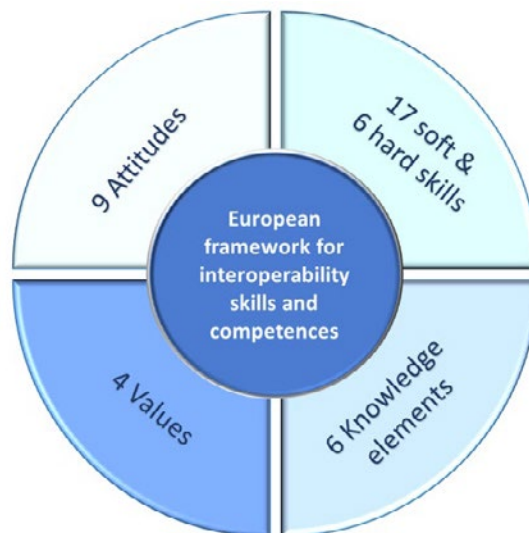 9 Attitudes
17 soft &
6 hard skills
European
framework for
interoperability
skills and
competences
4 Values
6 Knowledge
elements